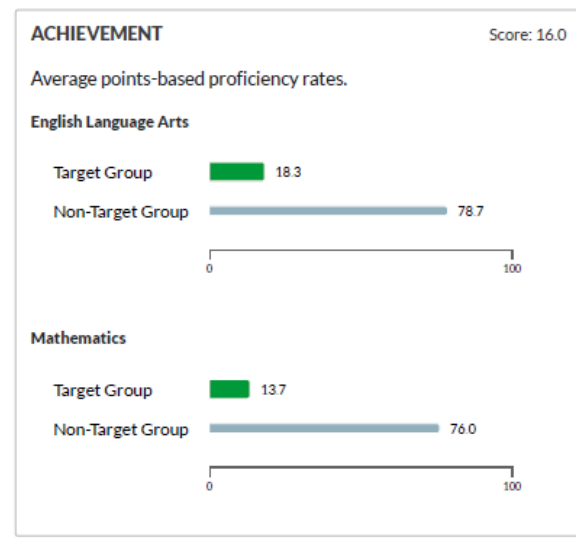 ACHIEVEMENT Score: 16.0
Average points-based proficiency rates.
English Language Arts
Target Group 18.3
Non-Target Group 78.7
0 100
Mathematics
Target Group 13.7
Non-Target Group 76.0
0 100